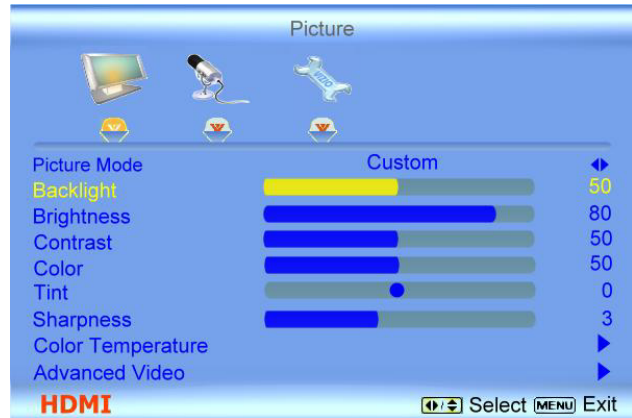 Picture
VIZIO
Picture Mode Custom
Backlight 50
Brightness 80
Contrast 50
Color 50
Tint 0
Sharpness 3
Color Temperature
Advanced Video
HDMI / Select MENU Exit